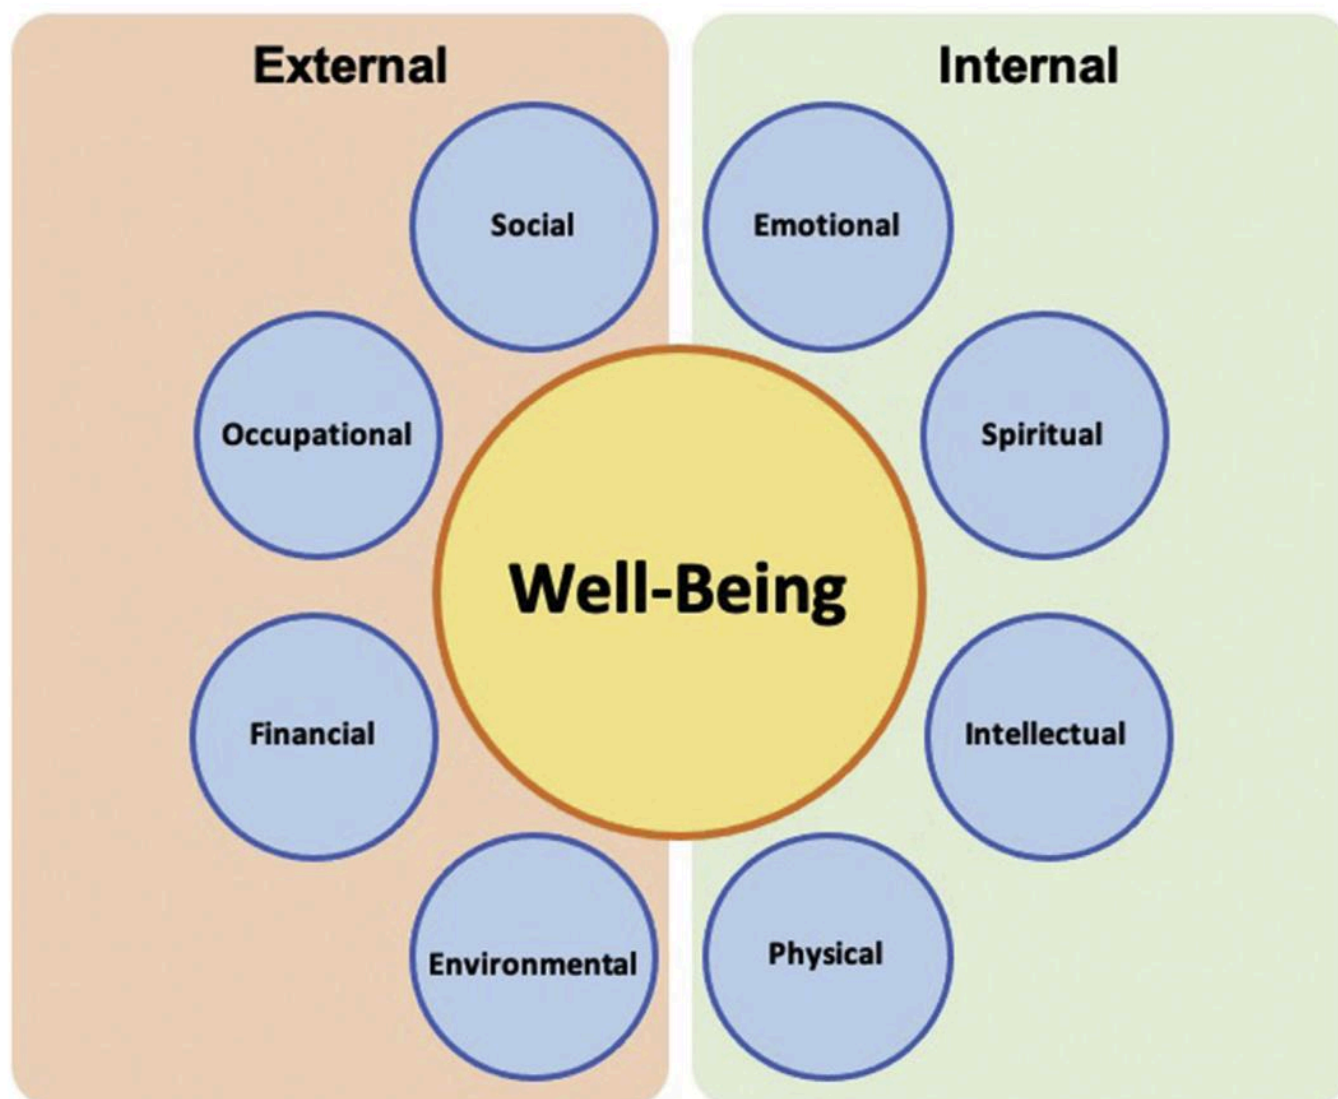 External
Internal
Social
Emotional
Occupational
Spiritual
Well-Being
Financial
Intellectual
Environmental
Physical